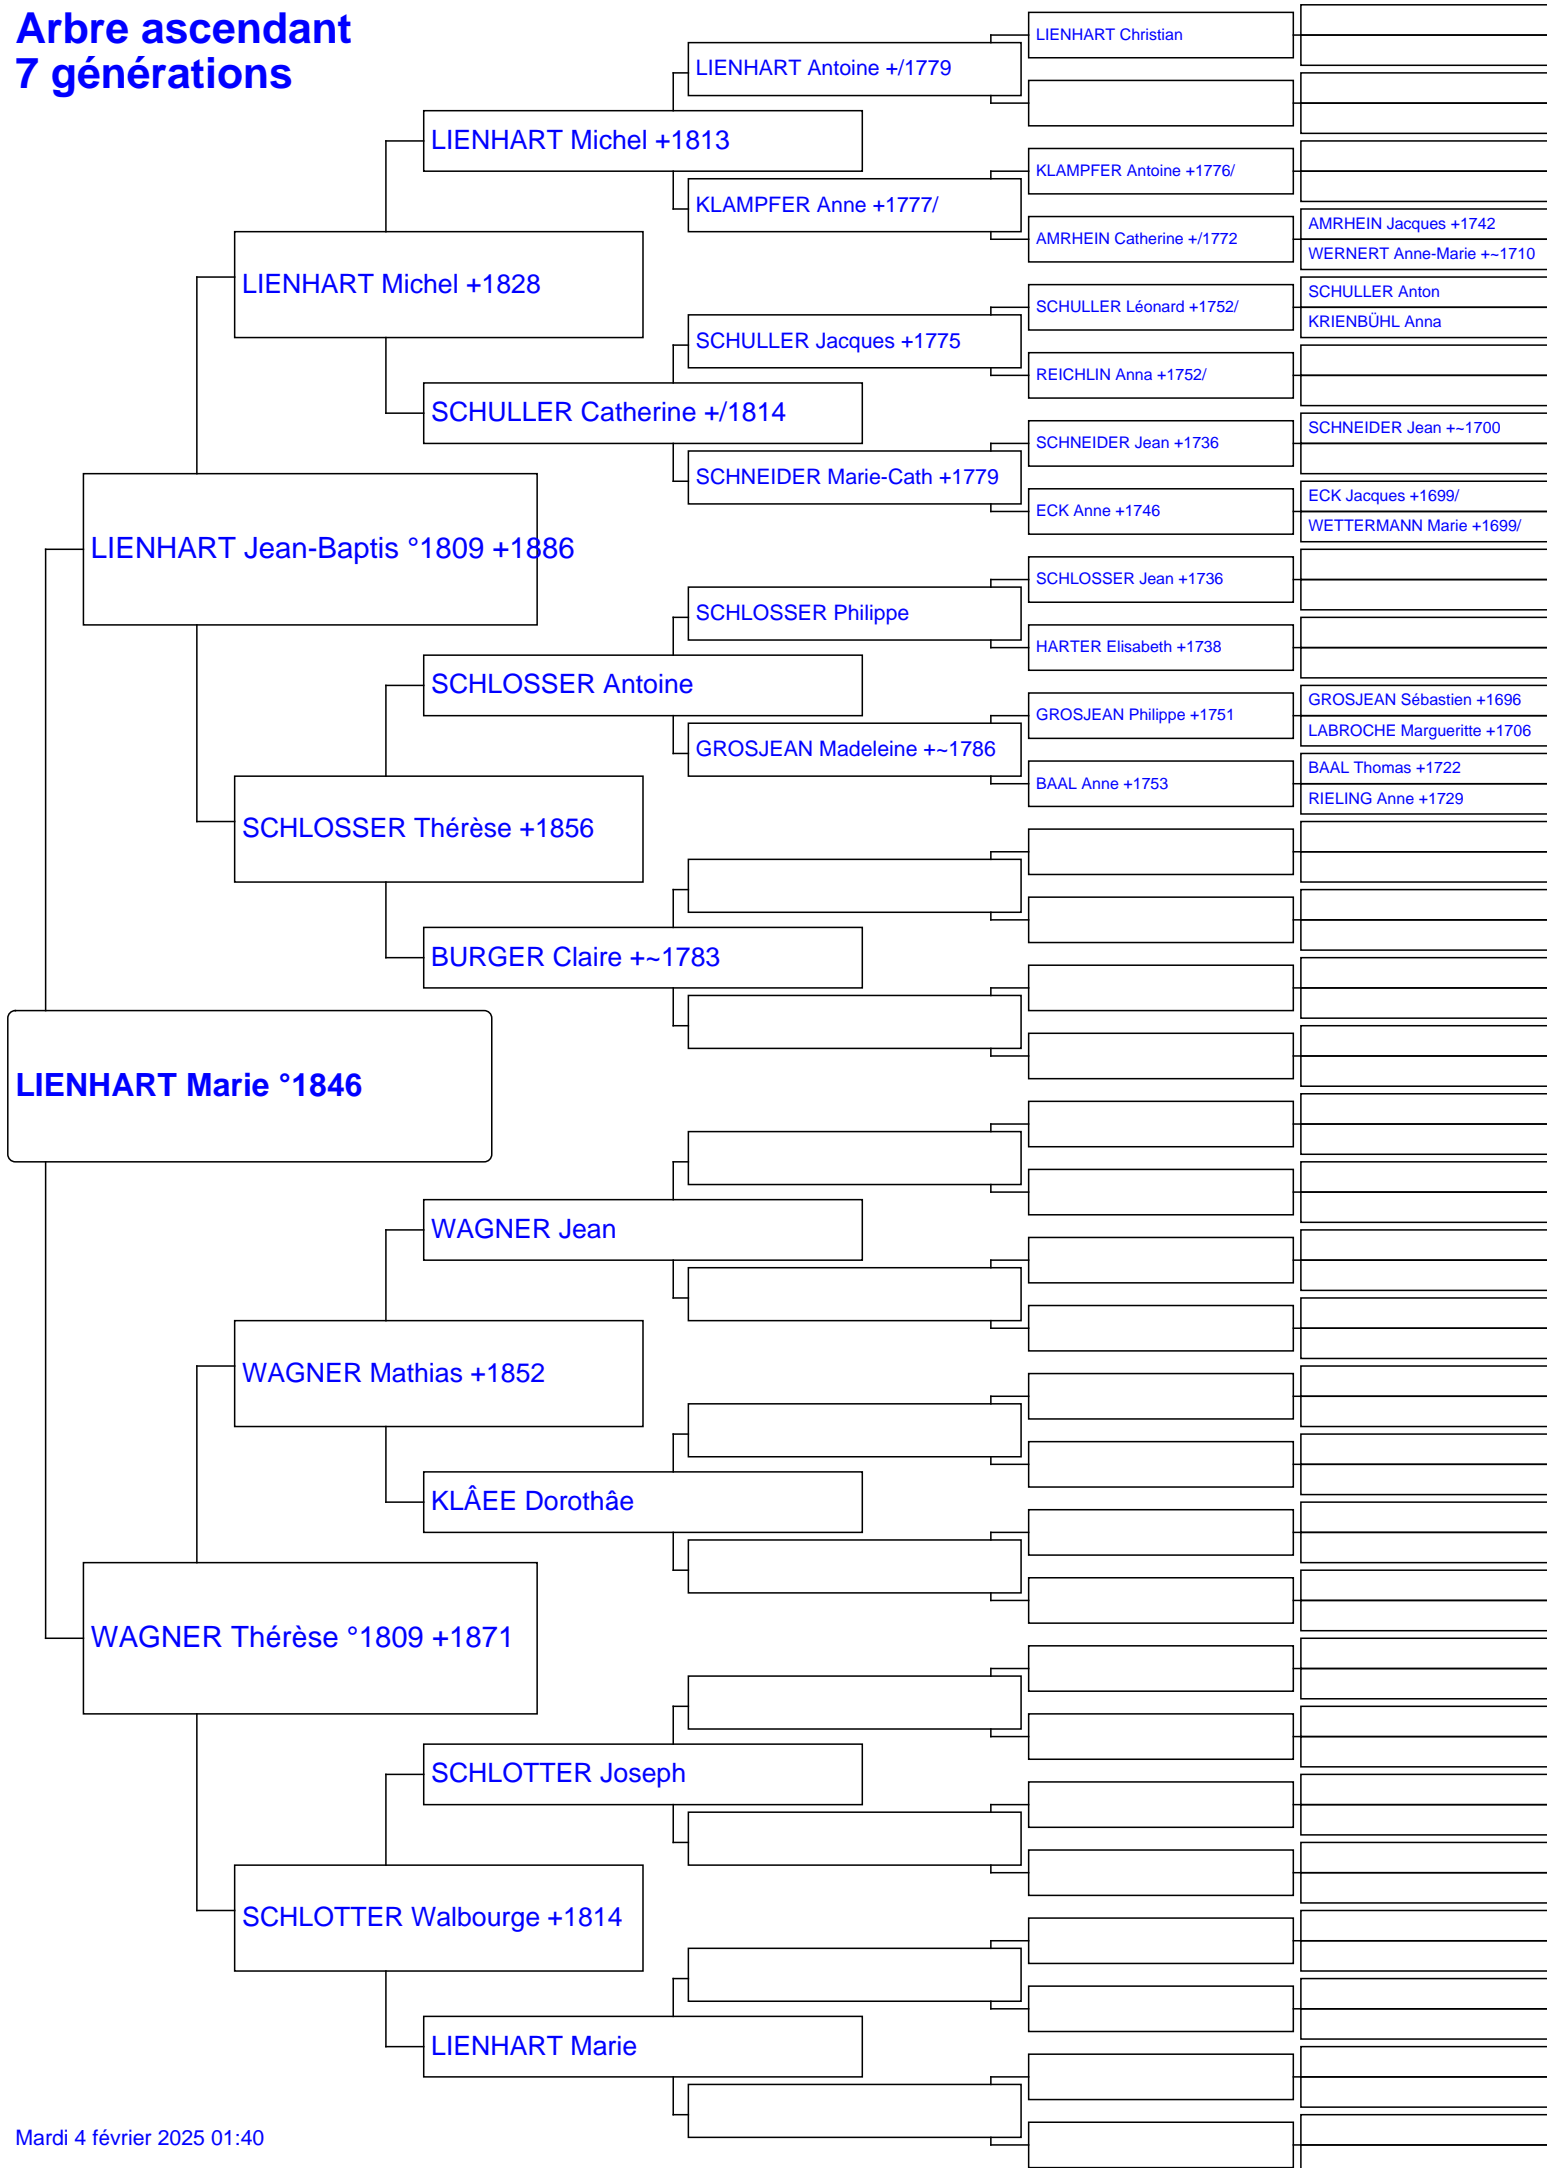 Arbre ascendant
7 générations
LIENHART Marie °1846
LIENHART Jean-Baptis °1809 +1886
WAGNER Thérèse °1809 +1871
LIENHART Michel +1828
SCHLOSSER Thérèse +1856
WAGNER Mathias +1852
SCHLOTTER Walbourge +1814
LIENHART Michel +1813
SCHULLER Catherine +/1814
SCHLOSSER Antoine
BURGER Claire +~1783
WAGNER Jean
KLÂEE Dorothâe
SCHLOTTER Joseph
LIENHART Marie
LIENHART Antoine +/1779
KLAMPFER Anne +1777/
SCHULLER Jacques +1775
SCHNEIDER Marie-Cath +1779
SCHLOSSER Philippe
GROSJEAN Madeleine +~1786
LIENHART Christian
KLAMPFER Antoine +1776/
AMRHEIN Catherine +/1772
SCHULLER Léonard +1752/
REICHLIN Anna +1752/
SCHNEIDER Jean +1736
ECK Anne +1746
SCHLOSSER Jean +1736
HARTER Elisabeth +1738
GROSJEAN Philippe +1751
BAAL Anne +1753
AMRHEIN Jacques +1742
WERNERT Anne-Marie +~1710
SCHULLER Anton
KRIENBÜHL Anna
SCHNEIDER Jean +~1700
ECK Jacques +1699/
WETTERMANN Marie +1699/
GROSJEAN Sébastien +1696
LABROCHE Margueritte +1706
BAAL Thomas +1722
RIELING Anne +1729
Mardi 4 février 2025 01:40